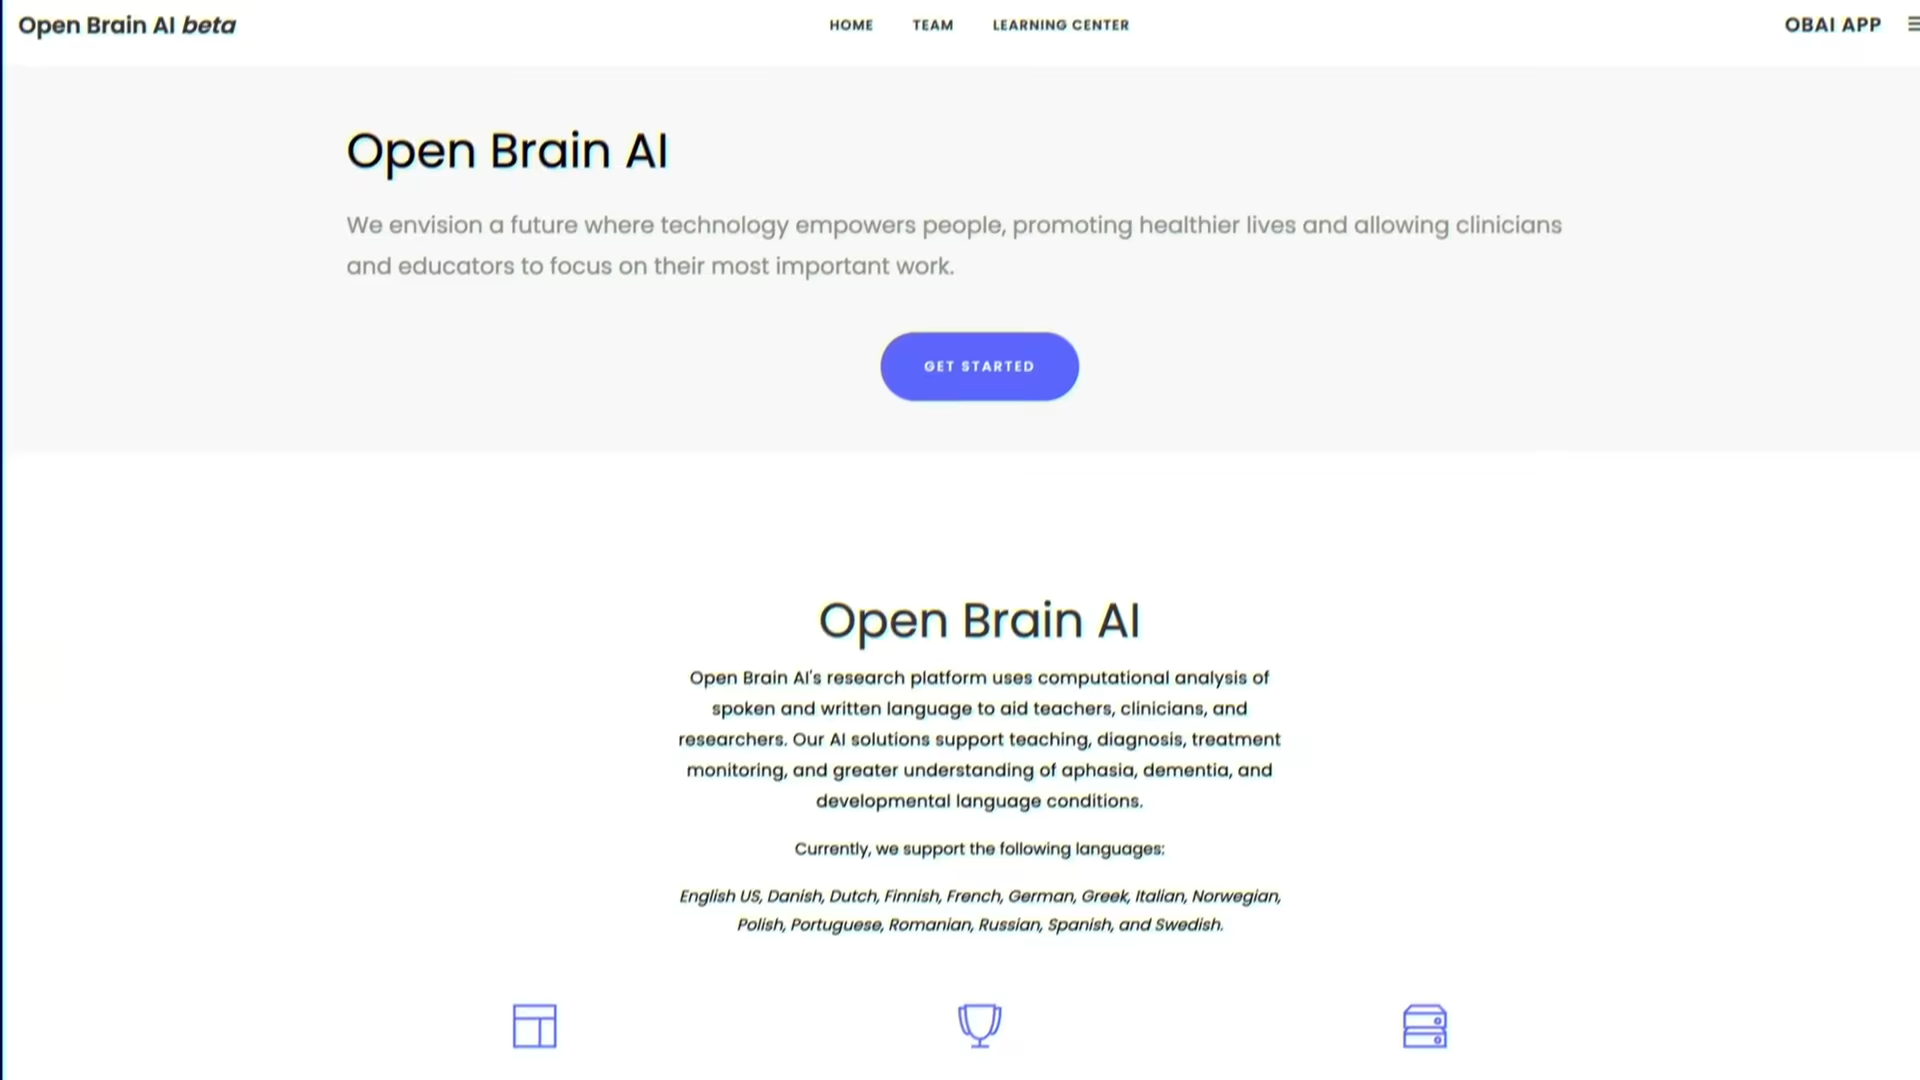 Open Brain AI beta
HOME TEAM LEARNING CENTER
OBAI APP
Open Brain AI
We envision a future where technology empowers people, promoting healthier lives and allowing clinicians
and educators to focus on their most important work.
GET STARTED
Open Brain AI
Open Brain AI's research platform uses computational analysis of
spoken and written language to aid teachers, clinicians, and
researchers. Our AI solutions support teaching, diagnosis, treatment
monitoring, and greater understanding of aphasia, dementia, and
developmental language conditions.
Currently, we support the following languages:
English US, Danish, Dutch, Finnish, French, German, Greek, Italian, Norwegian,
Polish, Portuguese, Romanian, Russian, Spanish, and Swedish.